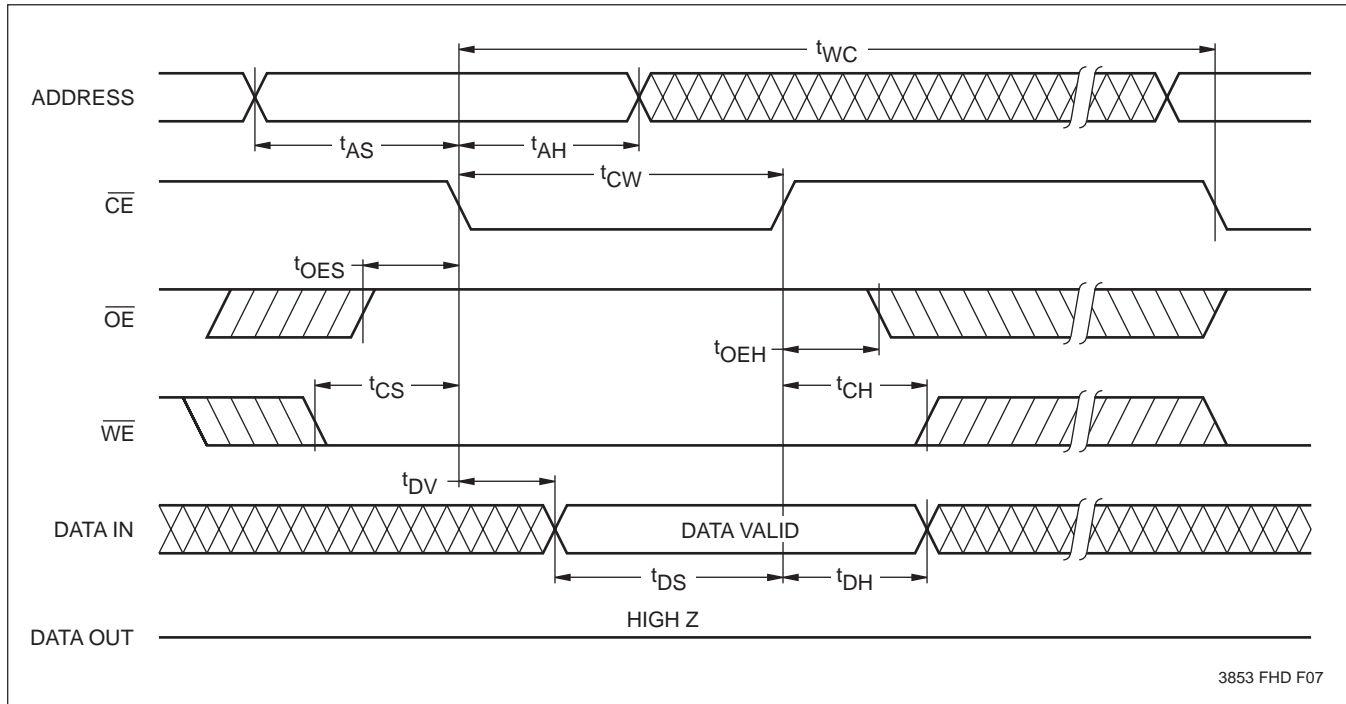 tWC
ADDRESS
tAS
tAH
tCW
CE
tOES
OE
tOEH
tCS
tCH
WE
tDV
DATA IN
DATA VALID
tDS
tDH
HIGH Z
DATA OUT
3853 FHD F07